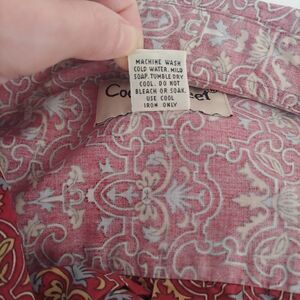 MACHINE WASH
COLD WATER. MILD
SOAP. TUMBLE DRY
COOL. DO NOT
BLEACH OR SOAK.
USE COOL
IRON ONLY